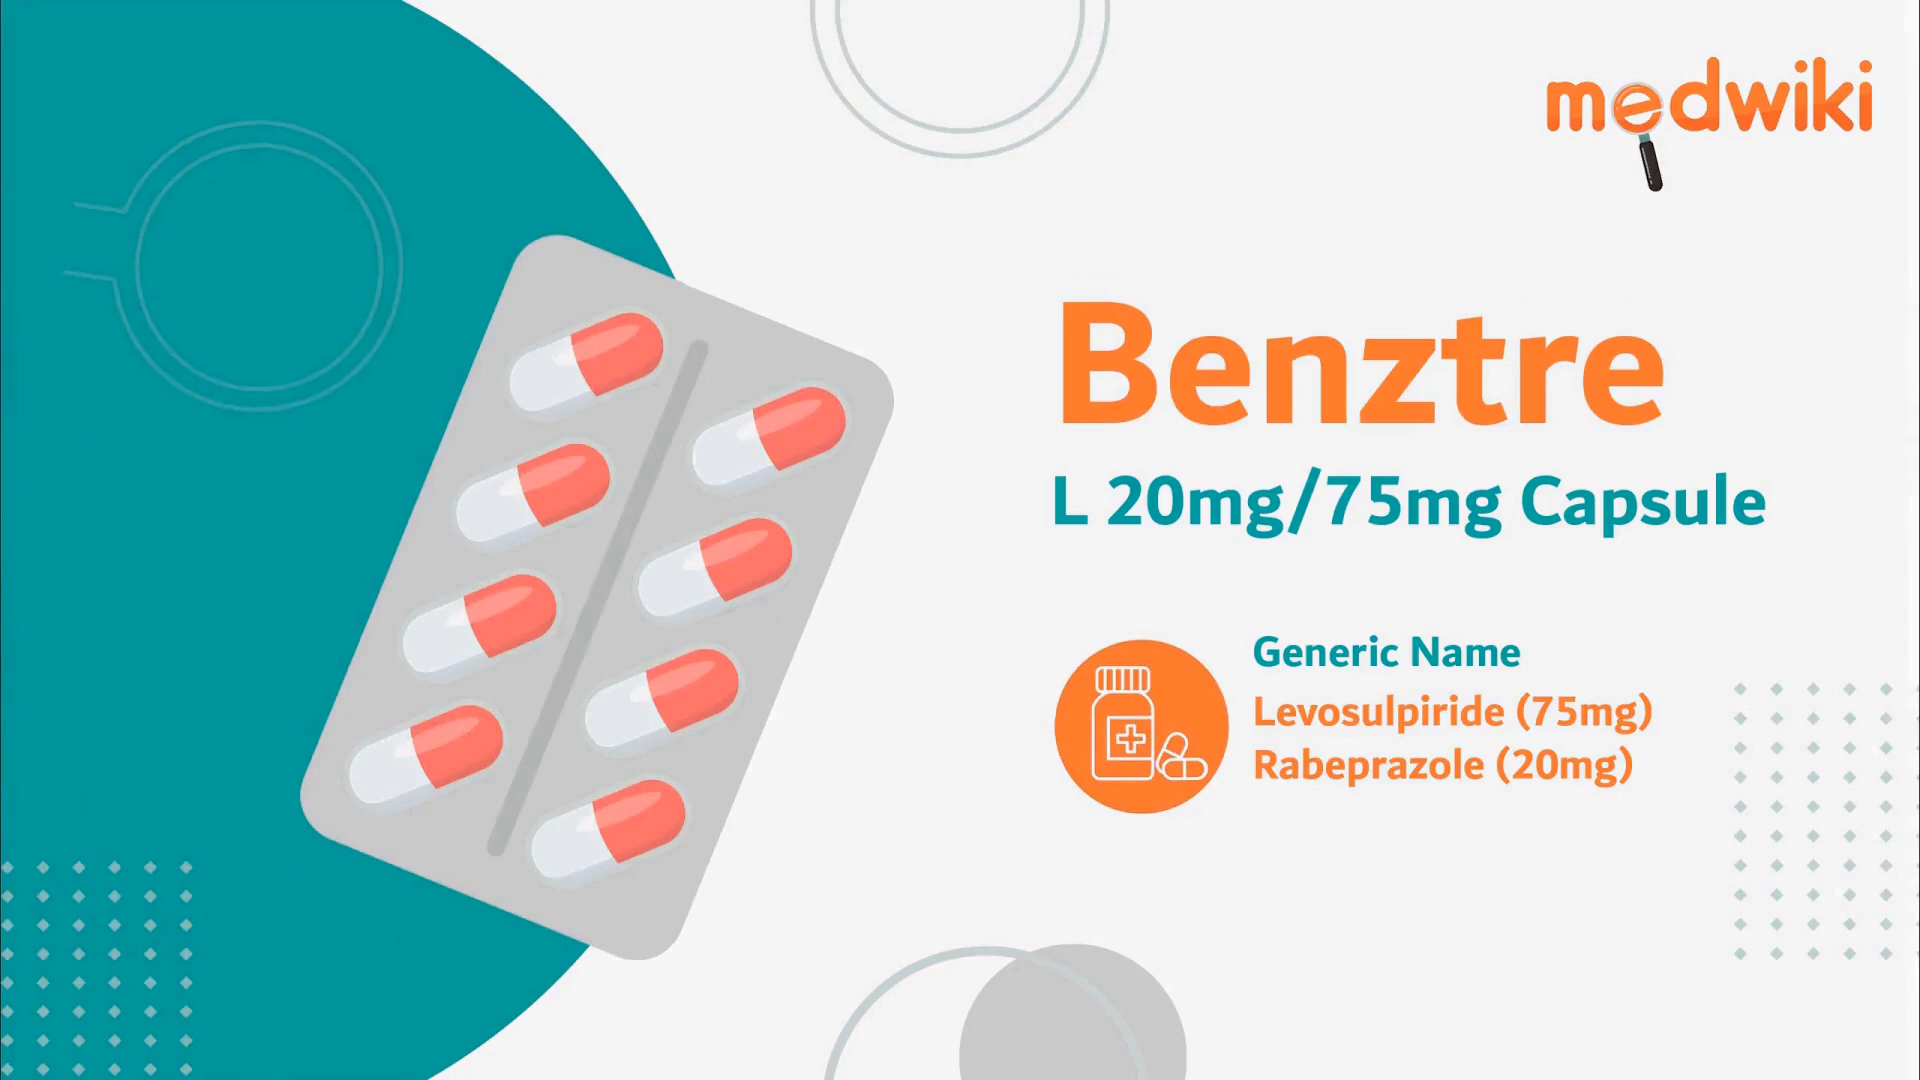 medwiki
Benztre
L 20mg/75mg Capsule
Generic Name
Levosulpiride (75mg)
Rabeprazole (20mg)